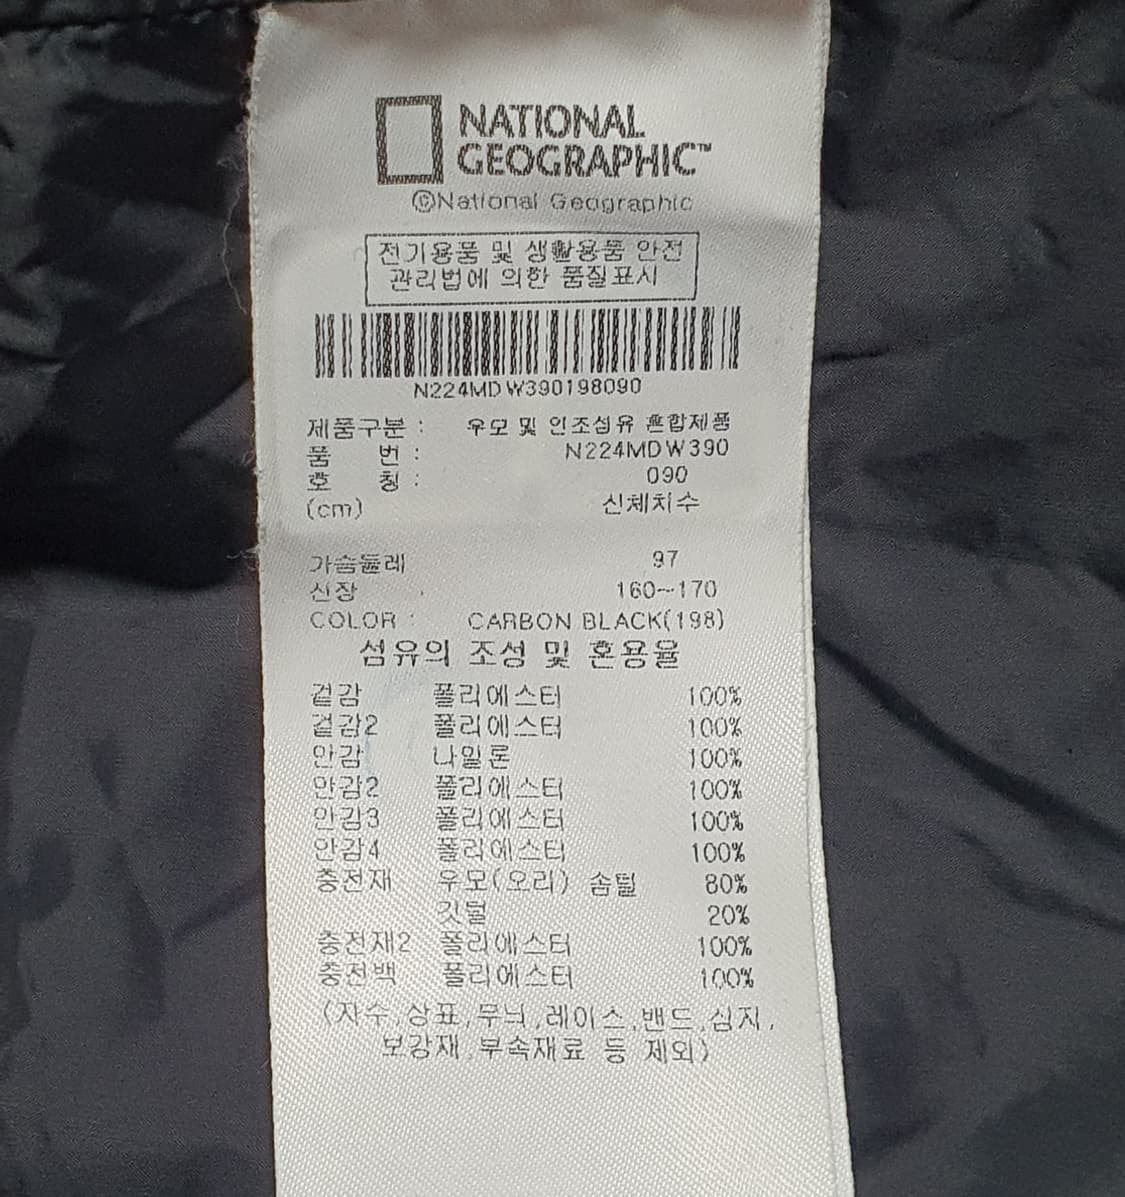 NATIONAL
GEOGRAPHIC™
©National Geographic
전기용품 및 생활용품 안전
관리법에 의한 품질표시
N224MDW390198090
제품구분 : 우모 및 인조섬유 혼합제품
품 번 : N224MDW390
호 칭 : 090
(cm) 신체치수
가슴둘레 97
신장 160~170
COLOR : CARBON BLACK(198)
섬유의 조성 및 혼용율
겉감 폴리에스터 100%
겉감2 폴리에스터 100%
안감 나일론 100%
안감2 폴리에스터 100%
안감3 폴리에스터 100%
안감4 폴리에스터 100%
충전재 우모(오리) 솜털 80%
깃털 20%
충전재2 폴리에스터 100%
충전백 폴리에스터 100%
(자수,상표,무늬,레이스,밴드,심지,
보강재,부속재료 등 제외)